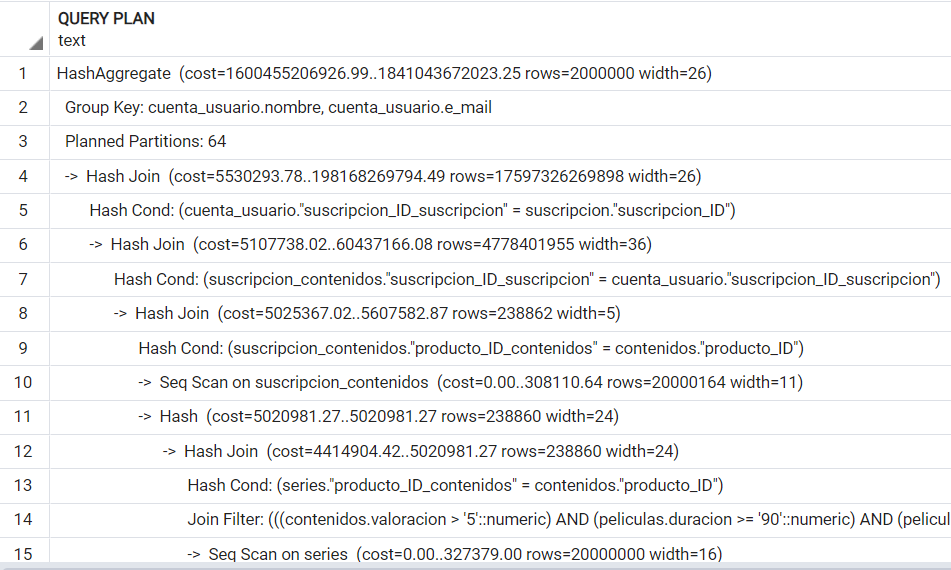 QUERY PLAN
text
1 HashAggregate (cost=1600455206926.99..1841043672023.25 rows=2000000 width=26)
2 Group Key: cuenta_usuario.nombre, cuenta_usuario.e_mail
3 Planned Partitions: 64
4 -> Hash Join (cost=5530293.78..198168269794.49 rows=17597326269898 width=26)
5 Hash Cond: (cuenta_usuario."suscripcion_ID_suscripcion" = suscripcion."suscripcion_ID")
6 -> Hash Join (cost=5107738.02..60437166.08 rows=4778401955 width=36)
7 Hash Cond: (suscripcion_contenidos."suscripcion_ID_suscripcion" = cuenta_usuario."suscripcion_ID_suscripcion")
8 -> Hash Join (cost=5025367.02..5607582.87 rows=238862 width=5)
9 Hash Cond: (suscripcion_contenidos."producto_ID_contenidos" = contenidos."producto_ID")
10 -> Seq Scan on suscripcion_contenidos (cost=0.00..308110.64 rows=20000164 width=11)
11 -> Hash (cost=5020981.27..5020981.27 rows=238860 width=24)
12 -> Hash Join (cost=4414904.42..5020981.27 rows=238860 width=24)
13 Hash Cond: (series."producto_ID_contenidos" = contenidos."producto_ID")
14 Join Filter: (((contenidos.valoracion > '5'::numeric) AND (peliculas.duracion >= '90'::numeric) AND (pelicul
15 -> Seq Scan on series (cost=0.00..327379.00 rows=20000000 width=16)